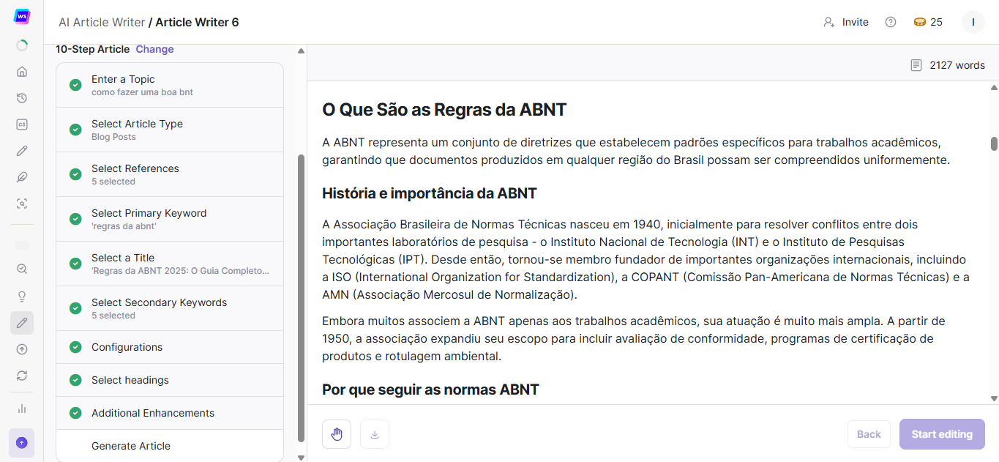 WS
AI Article Writer / Article Writer 6
Invite
25
I
10-Step Article Change
CS
Enter a Topic
como fazer uma boa bnt
Select Article Type
Blog Posts
Select References
5 selected
Select Primary Keyword
'regras da abnt'
Select a Title
'Regras da ABNT 2025: O Guia Completo...
Select Secondary Keywords
5 selected
Configurations
Select headings
Additional Enhancements
Generate Article
2127 words
O Que São as Regras da ABNT
A ABNT representa um conjunto de diretrizes que estabelecem padrões específicos para trabalhos acadêmicos,
garantindo que documentos produzidos em qualquer região do Brasil possam ser compreendidos uniformemente.
História e importância da ABNT
A Associação Brasileira de Normas Técnicas nasceu em 1940, inicialmente para resolver conflitos entre dois
importantes laboratórios de pesquisa - o Instituto Nacional de Tecnologia (INT) e o Instituto de Pesquisas
Tecnológicas (IPT). Desde então, tornou-se membro fundador de importantes organizações internacionais, incluindo
a ISO (International Organization for Standardization), a COPANT (Comissão Pan-Americana de Normas Técnicas) e a
AMN (Associação Mercosul de Normalização).
Embora muitos associem a ABNT apenas aos trabalhos acadêmicos, sua atuação é muito mais ampla. A partir de
1950, a associação expandiu seu escopo para incluir avaliação de conformidade, programas de certificação de
produtos e rotulagem ambiental.
Por que seguir as normas ABNT
Back
Start editing